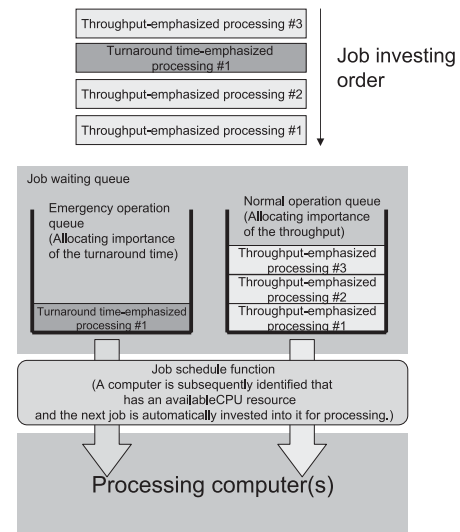 Throughput-emphasized processing #3
Turnaround time-emphasized
processing #1
Throughput-emphasized processing #2
Throughput-emphasized processing #1
Job investing
order
Job waiting queue
Emergency operation
queue
(Allocating importance
of the turnaround time)
Turnaround time-emphasized
processing #1
Normal operation queue
(Allocating importance
of the throughput)
Throughput-emphasized
processing #3
Throughput-emphasized
processing #2
Throughput-emphasized
processing #1
Job schedule function
(A computer is subsequently identified that
has an availableCPU resource
and the next job is automatically invested into it for processing.)
Processing computer(s)